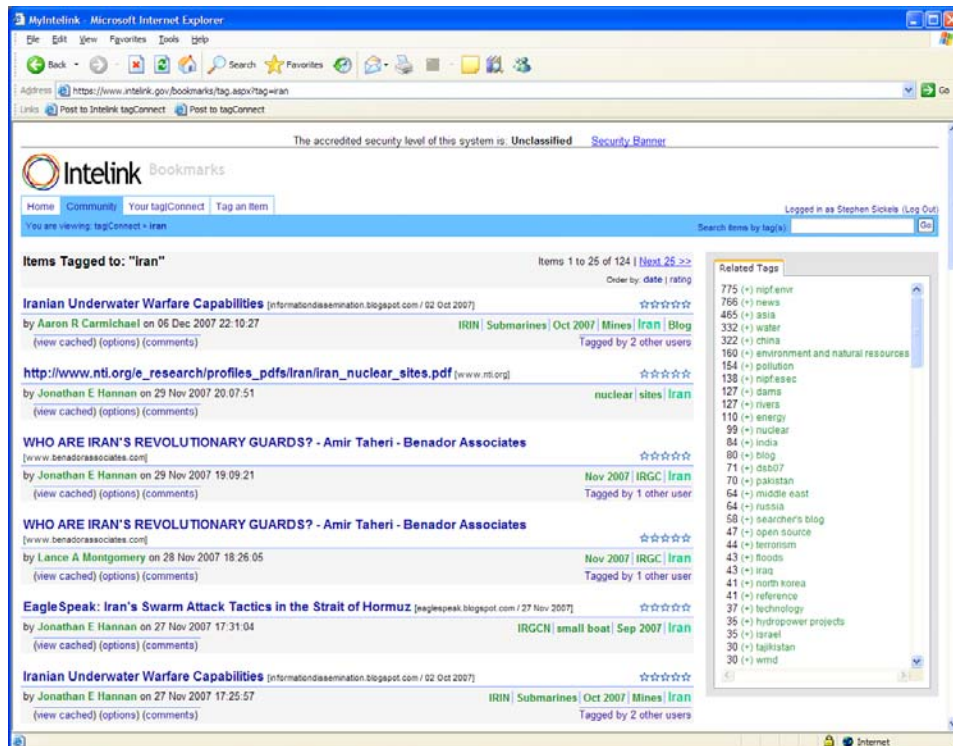 MyIntelink - Microsoft Internet Explorer
File Edit View Favorites Tools Help
Back Search Favorites
Address https://www.intelink.gov/bookmarks/tag.aspx?tag=iran Go
Links Post to Intelink tagConnect Post to tagConnect
The accredited security level of this system is: Unclassified Security Banner
Intelink Bookmarks
Home Community Your tag|Connect Tag an Item
Logged in as Stephen Sickels (Log Out)
You are viewing: tag|Connect » iran
Search items by tag(s): Go
Items Tagged to: "iran"
Items 1 to 25 of 124 | Next 25 >>
Order by: date | rating
Iranian Underwater Warfare Capabilities [informationdissemination.blogspot.com / 02 Oct 2007]
by Aaron R Carmichael on 06 Dec 2007 22:10:27
IRIN | Submarines | Oct 2007 | Mines | Iran | Blog
(view cached) (options) (comments)
Tagged by 2 other users
http://www.nti.org/e_research/profiles_pdfs/Iran/iran_nuclear_sites.pdf [www.nti.org]
by Jonathan E Hannan on 29 Nov 2007 20:07:51
nuclear | sites | Iran
(view cached) (options) (comments)
WHO ARE IRAN'S REVOLUTIONARY GUARDS? - Amir Taheri - Benador Associates
[www.benadorassociates.com]
by Jonathan E Hannan on 29 Nov 2007 19:09:21
Nov 2007 | IRGC | Iran
(view cached) (options) (comments)
Tagged by 1 other user
WHO ARE IRAN'S REVOLUTIONARY GUARDS? - Amir Taheri - Benador Associates
[www.benadorassociates.com]
by Lance A Montgomery on 28 Nov 2007 18:26:05
Nov 2007 | IRGC | Iran
(view cached) (options) (comments)
Tagged by 1 other user
EagleSpeak: Iran's Swarm Attack Tactics in the Strait of Hormuz [eaglespeak.blogspot.com / 27 Nov 2007]
by Jonathan E Hannan on 27 Nov 2007 17:31:04
IRGCN | small boat | Sep 2007 | Iran
(view cached) (options) (comments)
Iranian Underwater Warfare Capabilities [informationdissemination.blogspot.com / 02 Oct 2007]
by Jonathan E Hannan on 27 Nov 2007 17:25:57
IRIN | Submarines | Oct 2007 | Mines | Iran
(view cached) (options) (comments)
Tagged by 2 other users
Related Tags
775 (+) nipf:envr
766 (+) news
465 (+) asia
332 (+) water
322 (+) china
160 (+) environment and natural resources
154 (+) pollution
138 (+) nipf:esec
127 (+) dams
127 (+) rivers
110 (+) energy
99 (+) nuclear
84 (+) india
80 (+) blog
71 (+) dsb07
70 (+) pakistan
64 (+) middle east
64 (+) russia
58 (+) searcher's blog
47 (+) open source
44 (+) terrorism
43 (+) floods
43 (+) iraq
41 (+) north korea
41 (+) reference
37 (+) technology
35 (+) hydropower projects
35 (+) israel
30 (+) tajikistan
30 (+) wmd
Internet